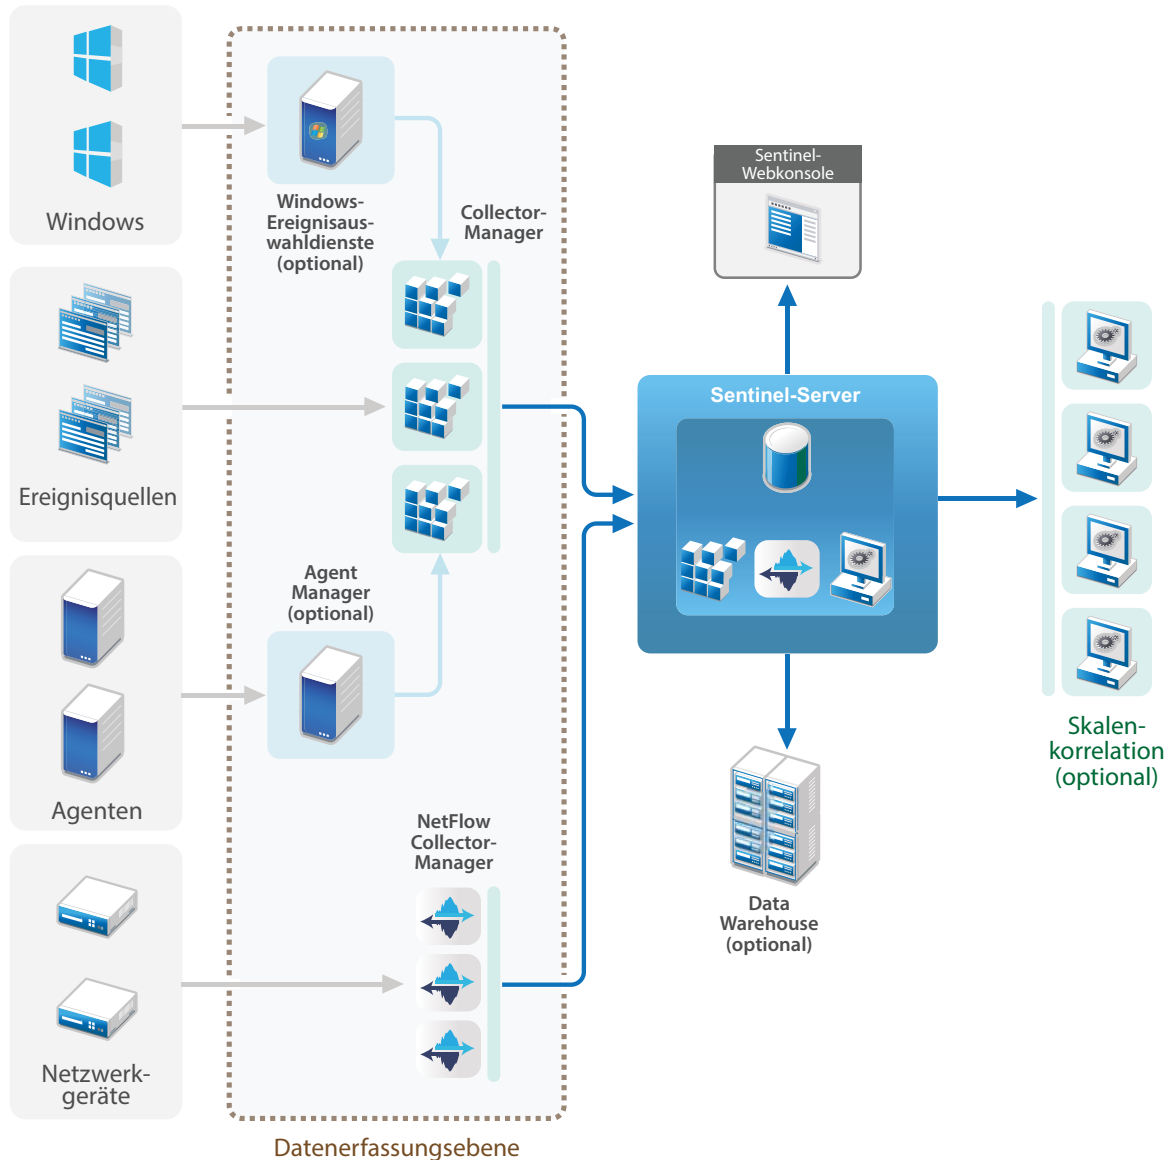 Windows
Ereignisquellen
Agenten
Netzwerk-
geräte
Windows-
Ereignisaus-
wahldienste
(optional)
Collector-
Manager
Agent
Manager
(optional)
NetFlow
Collector-
Manager
Datenerfassungsebene
Sentinel-
Webkonsole
Sentinel-Server
Data
Warehouse
(optional)
Skalen-
korrelation
(optional)